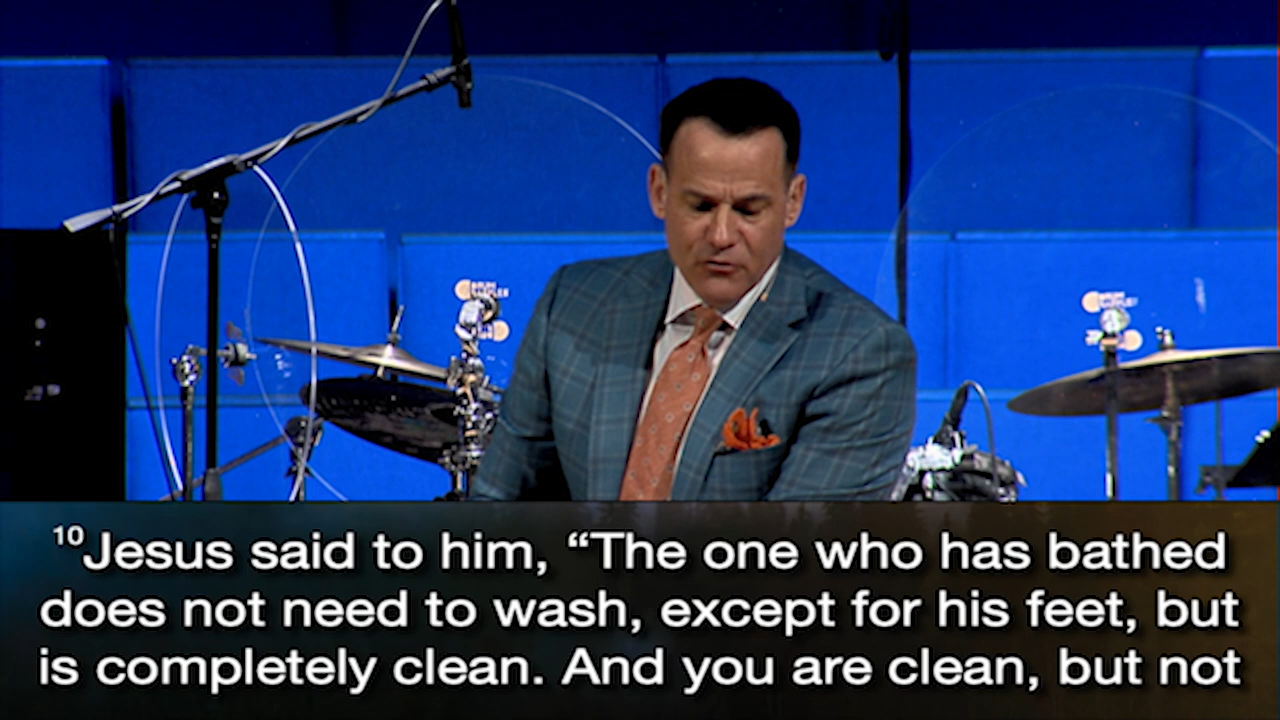 ¹⁰Jesus said to him, “The one who has bathed
does not need to wash, except for his feet, but
is completely clean. And you are clean, but not